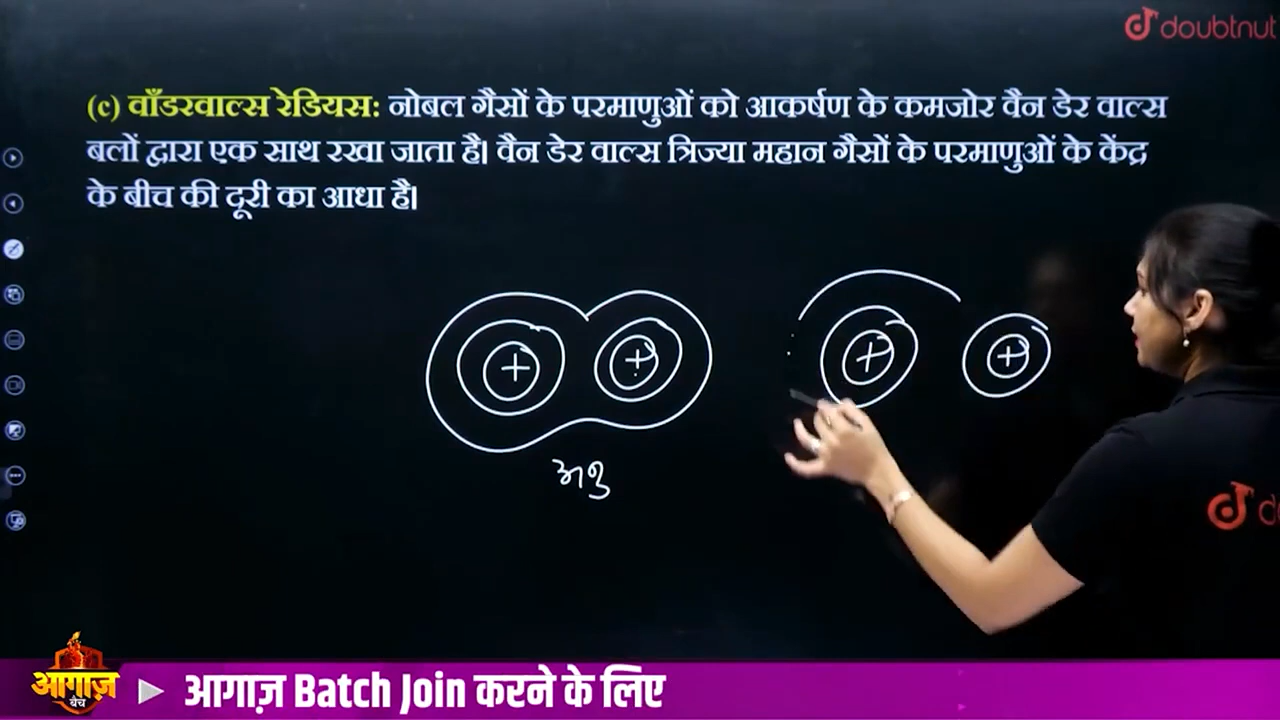 doubtnut
(c) वाँडरवाल्स रेडियस: नोबल गैसों के परमाणुओं को आकर्षण के कमजोर वैन डेर वाल्स
बलों द्वारा एक साथ रखा जाता है। वैन डेर वाल्स त्रिज्या महान गैसों के परमाणुओं के केंद्र
के बीच की दूरी का आधा है।
+ + + +
अणु
आगाज़
बैच
आगाज़ Batch Join करने के लिए